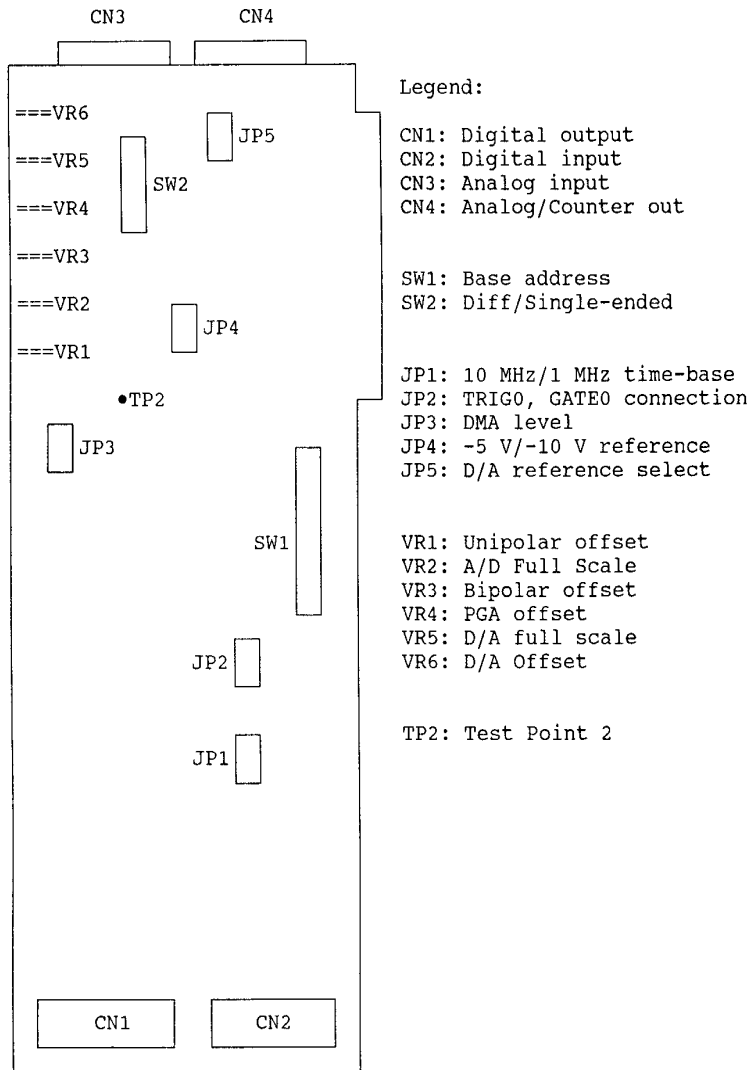 CN3 CN4
===VR6
JP5
===VR5
SW2
===VR4
===VR3
===VR2
JP4
===VR1
TP2
JP3
SW1
JP2
JP1
CN1 CN2
Legend:
CN1: Digital output
CN2: Digital input
CN3: Analog input
CN4: Analog/Counter out
SW1: Base address
SW2: Diff/Single-ended
JP1: 10 MHz/1 MHz time-base
JP2: TRIG0, GATE0 connection
JP3: DMA level
JP4: -5 V/-10 V reference
JP5: D/A reference select
VR1: Unipolar offset
VR2: A/D Full Scale
VR3: Bipolar offset
VR4: PGA offset
VR5: D/A full scale
VR6: D/A Offset
TP2: Test Point 2